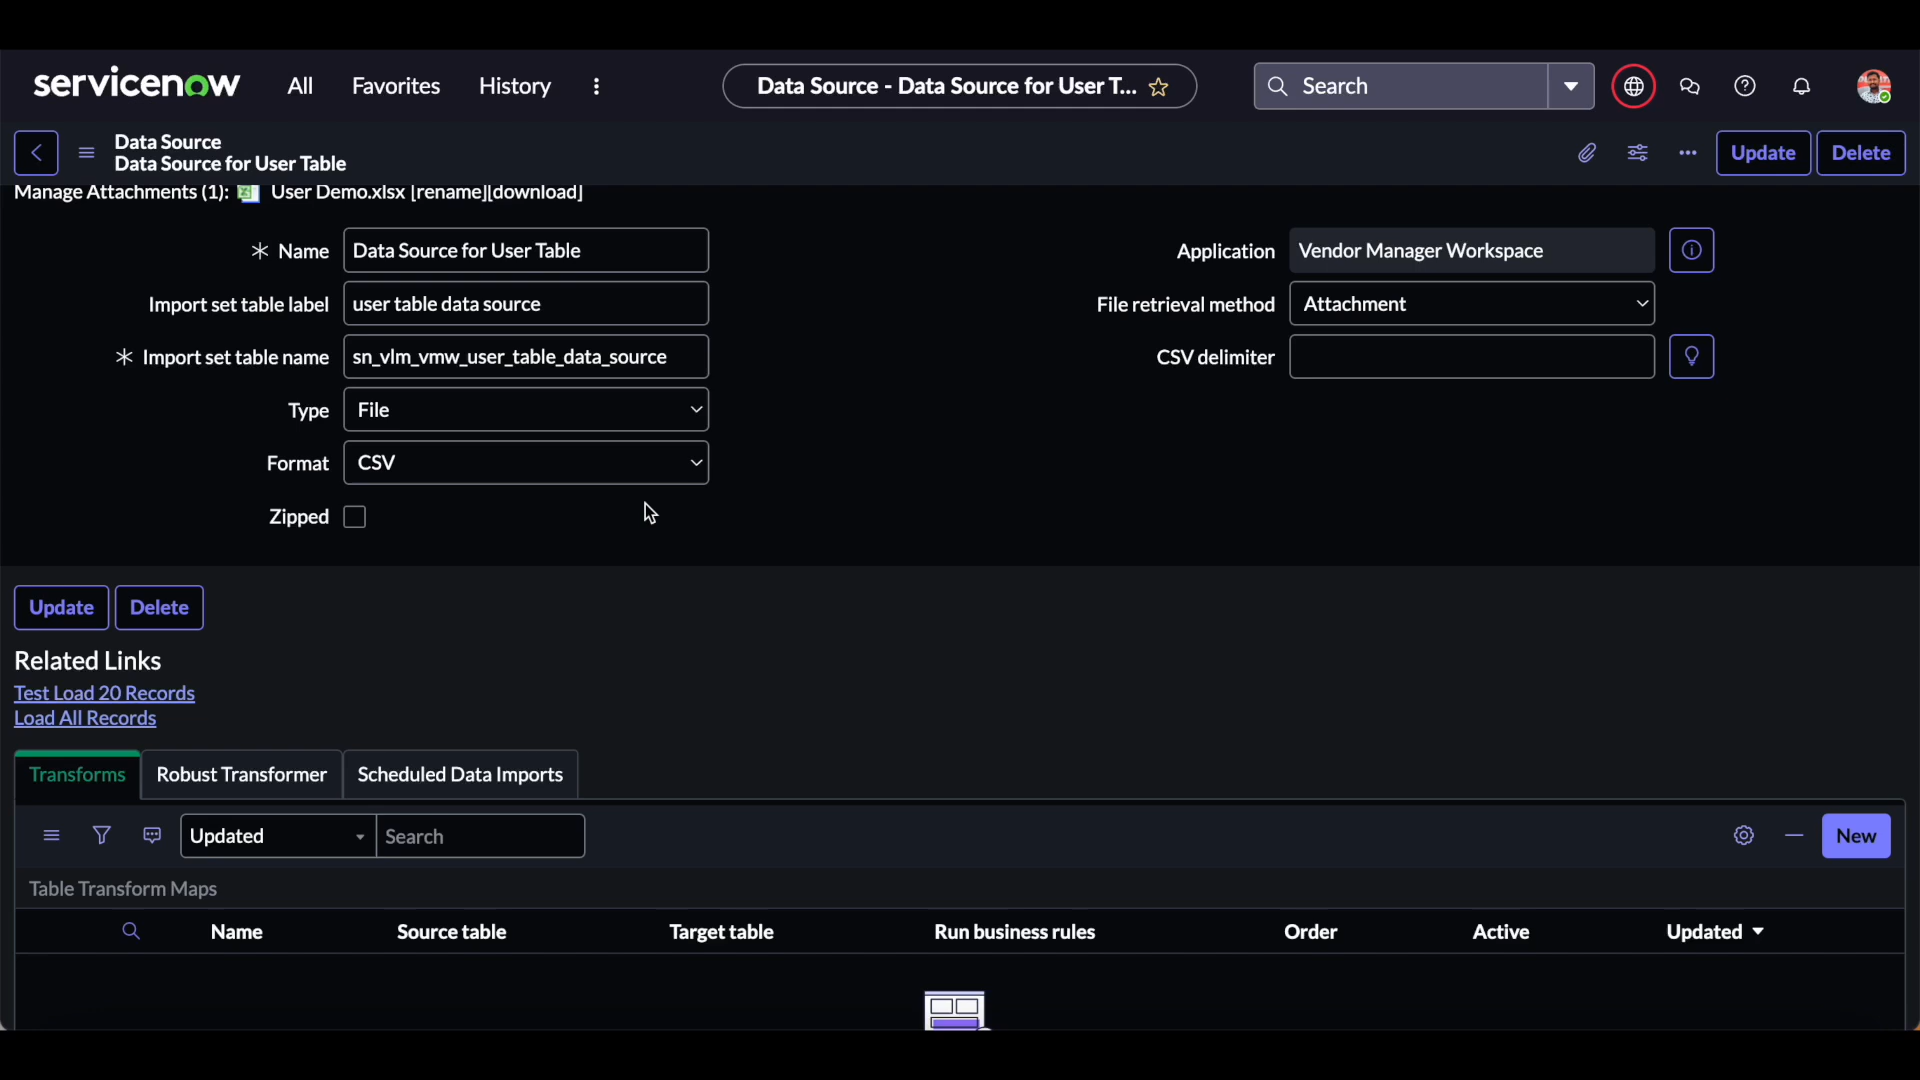 servicenow All Favorites History Data Source - Data Source for User T... Search
Data Source
Data Source for User Table
Update Delete
Manage Attachments (1): User Demo.xlsx [rename][download]
* Name Data Source for User Table
Application Vendor Manager Workspace
Import set table label user table data source
File retrieval method Attachment
* Import set table name sn_vlm_vmw_user_table_data_source
CSV delimiter
Type File
Format CSV
Zipped
Update Delete
Related Links
Test Load 20 Records
Load All Records
Transforms Robust Transformer Scheduled Data Imports
Updated Search New
Table Transform Maps
Name Source table Target table Run business rules Order Active Updated